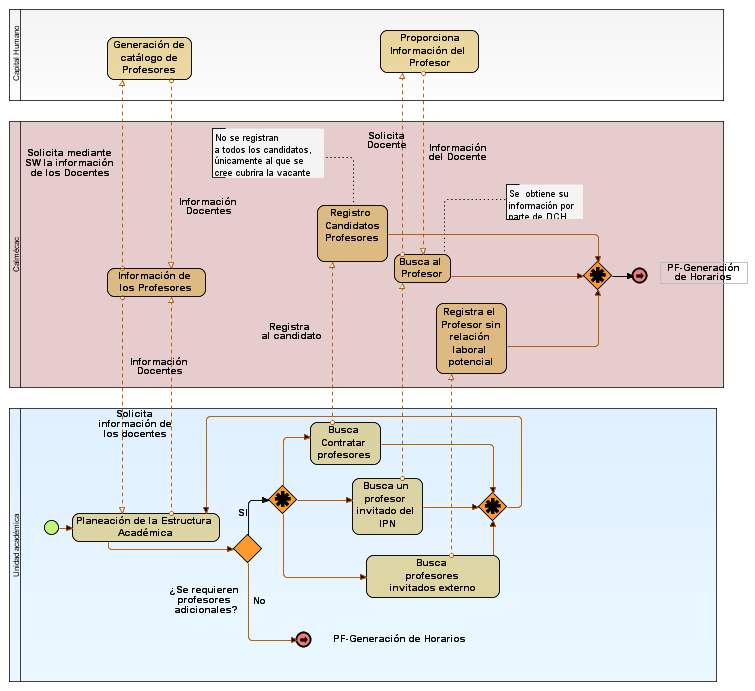 Capital Humano
Generación de
catálogo de
Profesores
Proporciona
Información del
Profesor
Calmécac
Solicita mediante
SW la información
de los Docentes
Información
Docentes
No se registran
a todos los candidatos,
únicamente al que se
cree cubrira la vacante
Solicita
Docente
Información
del Docente
Se obtiene su
información por
parte de DCH
Registro
Candidatos
Profesores
Busca al
Profesor
Información de
los Profesores
PF-Generación
de Horarios
Registra el
Profesor sin
relación
laboral
potencial
Registra
al candidato
Información
Docentes
Unidad académica
Solicita
información de
los docentes
Busca
Contratar
profesores
Busca un
profesor
invitado del
IPN
SI
Planeación de la Estructura
Académica
Busca
profesores
invitados externo
¿Se requieren
profesores
adicionales?
No
PF-Generación de Horarios